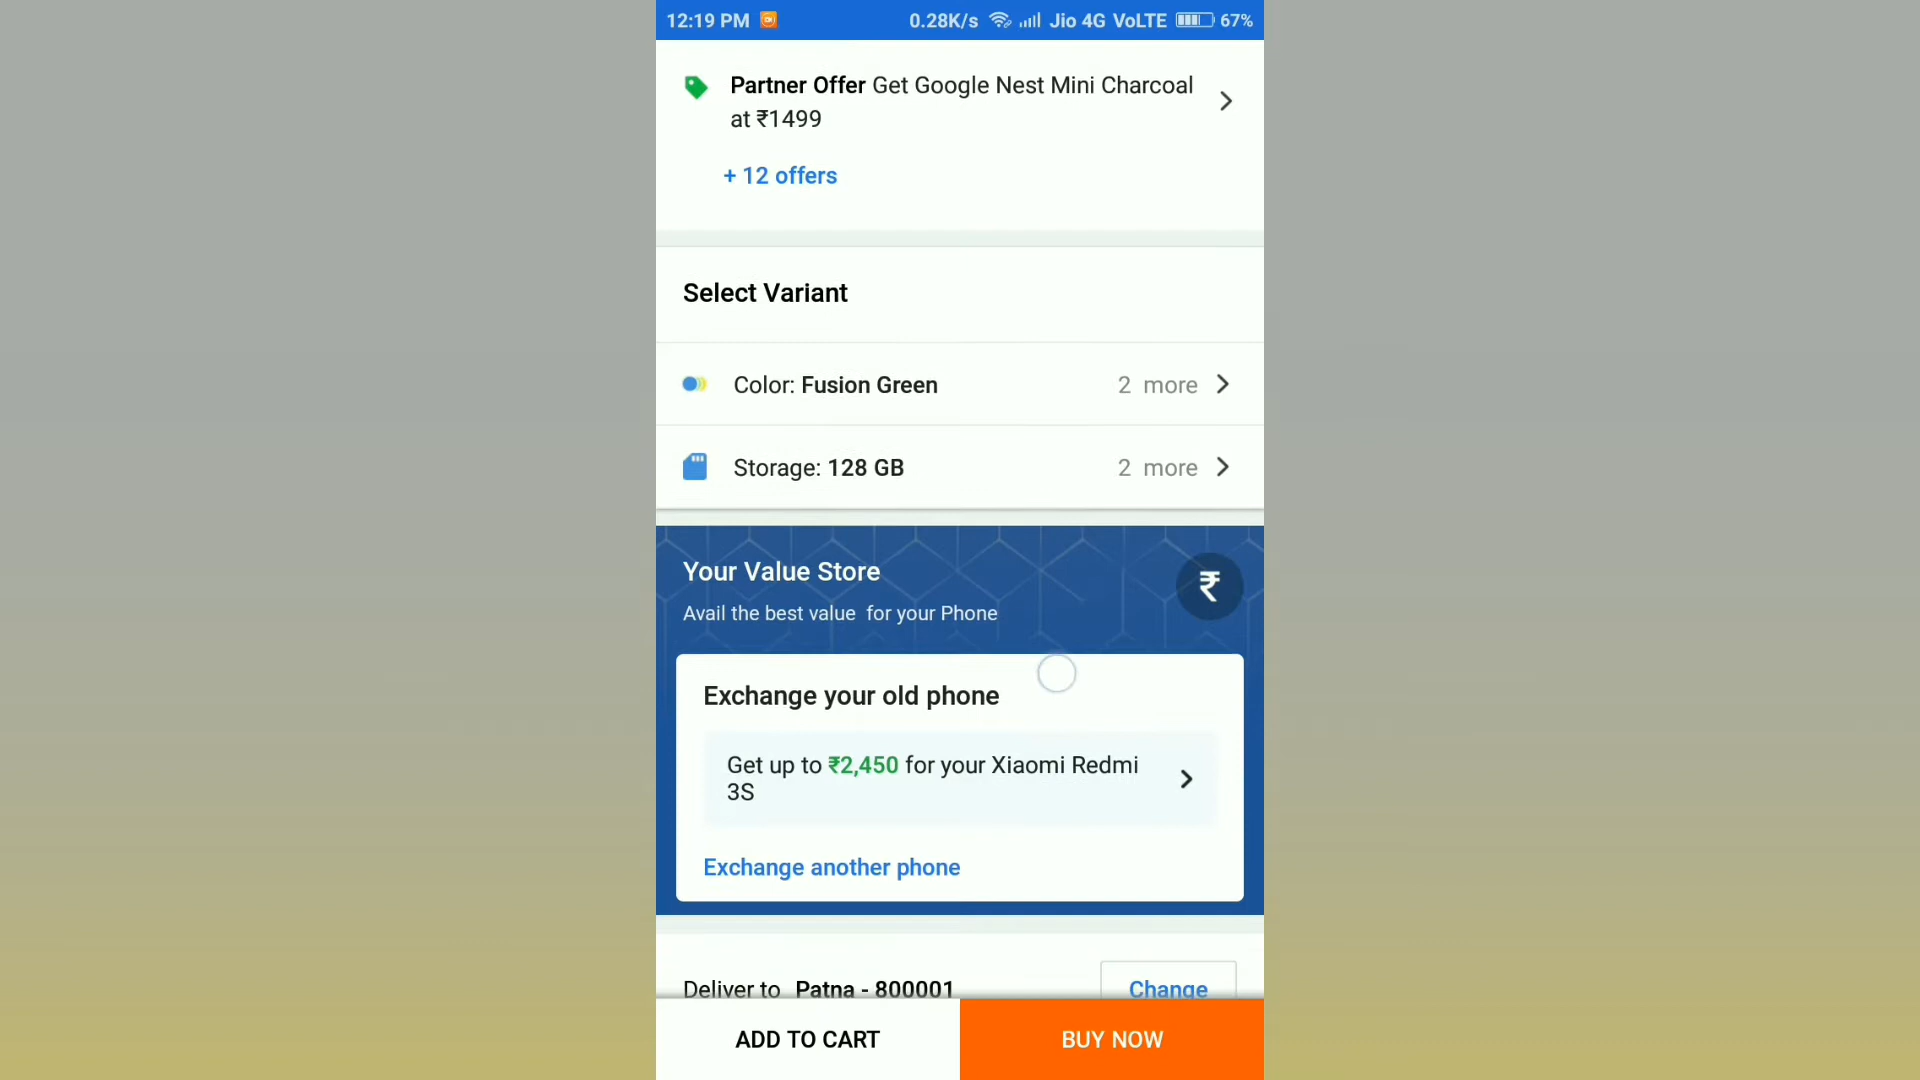 12:19 PM 0.28K/s Jio 4G VoLTE 67%
Partner Offer Get Google Nest Mini Charcoal
at ₹1499
+ 12 offers
Select Variant
Color: Fusion Green 2 more
Storage: 128 GB 2 more
Your Value Store
₹
Avail the best value for your Phone
Exchange your old phone
Get up to ₹2,450 for your Xiaomi Redmi
3S
Exchange another phone
Deliver to Patna - 800001 Change
ADD TO CART BUY NOW